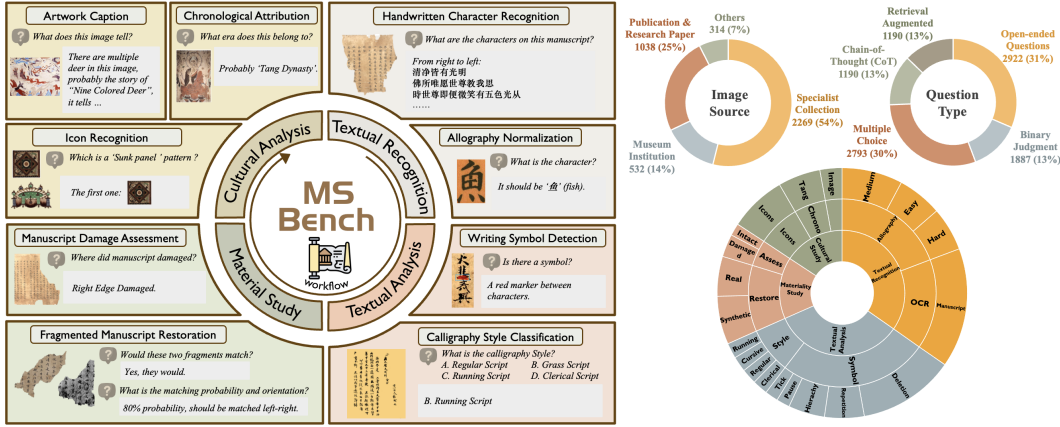 Artwork Caption
What does this image tell?
There are multiple
deer in this image,
probably the story of
“Nine Colored Deer”,
it tells …
Chronological Attribution
What era does this belong to?
Probably ‘Tang Dynasty’.
Handwritten Character Recognition
What are the characters on this manuscript?
From right to left:
清净皆有光明
佛所唯愿世尊教我思
時世尊即便微笑有五色光从
……
Icon Recognition
Which is a ‘Sunk panel’ pattern ?
The first one:
Allography Normalization
What is the character?
It should be ‘魚’ (fish).
Manuscript Damage Assessment
Where did manuscript damaged?
Right Edge Damaged.
Writing Symbol Detection
Is there a symbol?
A red marker between
characters.
Fragmented Manuscript Restoration
Would these two fragments match?
Yes, they would.
What is the matching probability and orientation?
80% probability, should be matched left-right.
Calligraphy Style Classification
What is the calligraphy Style?
A. Regular Script
B. Grass Script
C. Running Script
D. Clerical Script
B. Running Script
Cultural Analysis
Textual Recognition
Material Study
Textual Analysis
MS
Bench
workflow
Publication &
Research Paper
1038 (25%)
Others
314 (7%)
Image
Source
Specialist
Collection
2269 (54%)
Museum
Institution
532 (14%)
Retrieval
Augmented
1190 (13%)
Chain-of-
Thought (CoT)
1190 (13%)
Open-ended
Questions
2922 (31%)
Question
Type
Multiple
Choice
2793 (30%)
Binary
Judgment
1887 (13%)
Medium
Easy
Hard
Allography
Textual
Recognition
OCR
Manuscript
Deletion
Symbol
Repetition
Hierachy
Pause
Tick
Textual
Analysis
Style
Clerical
Regular
Cursive
Running
Synthetic
Real
Restore
Materiality
Study
Assess
Damage
d
Intact
Icons
Icons
Cultural
Study
Chrono
Tang
Image